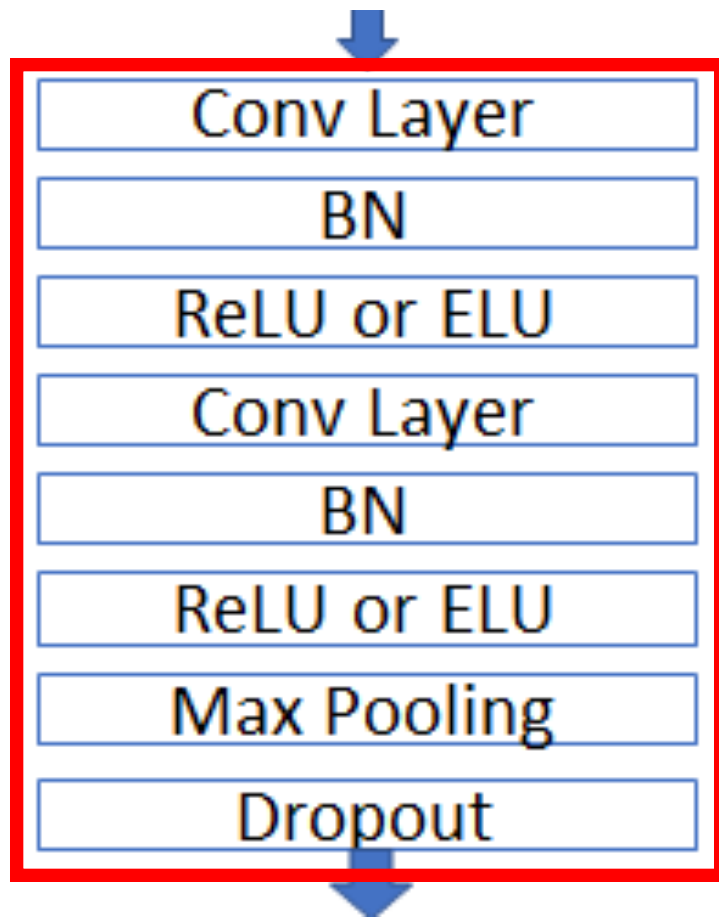 Conv Layer
BN
ReLU or ELU
Conv Layer
BN
ReLU or ELU
Max Pooling
Dropout